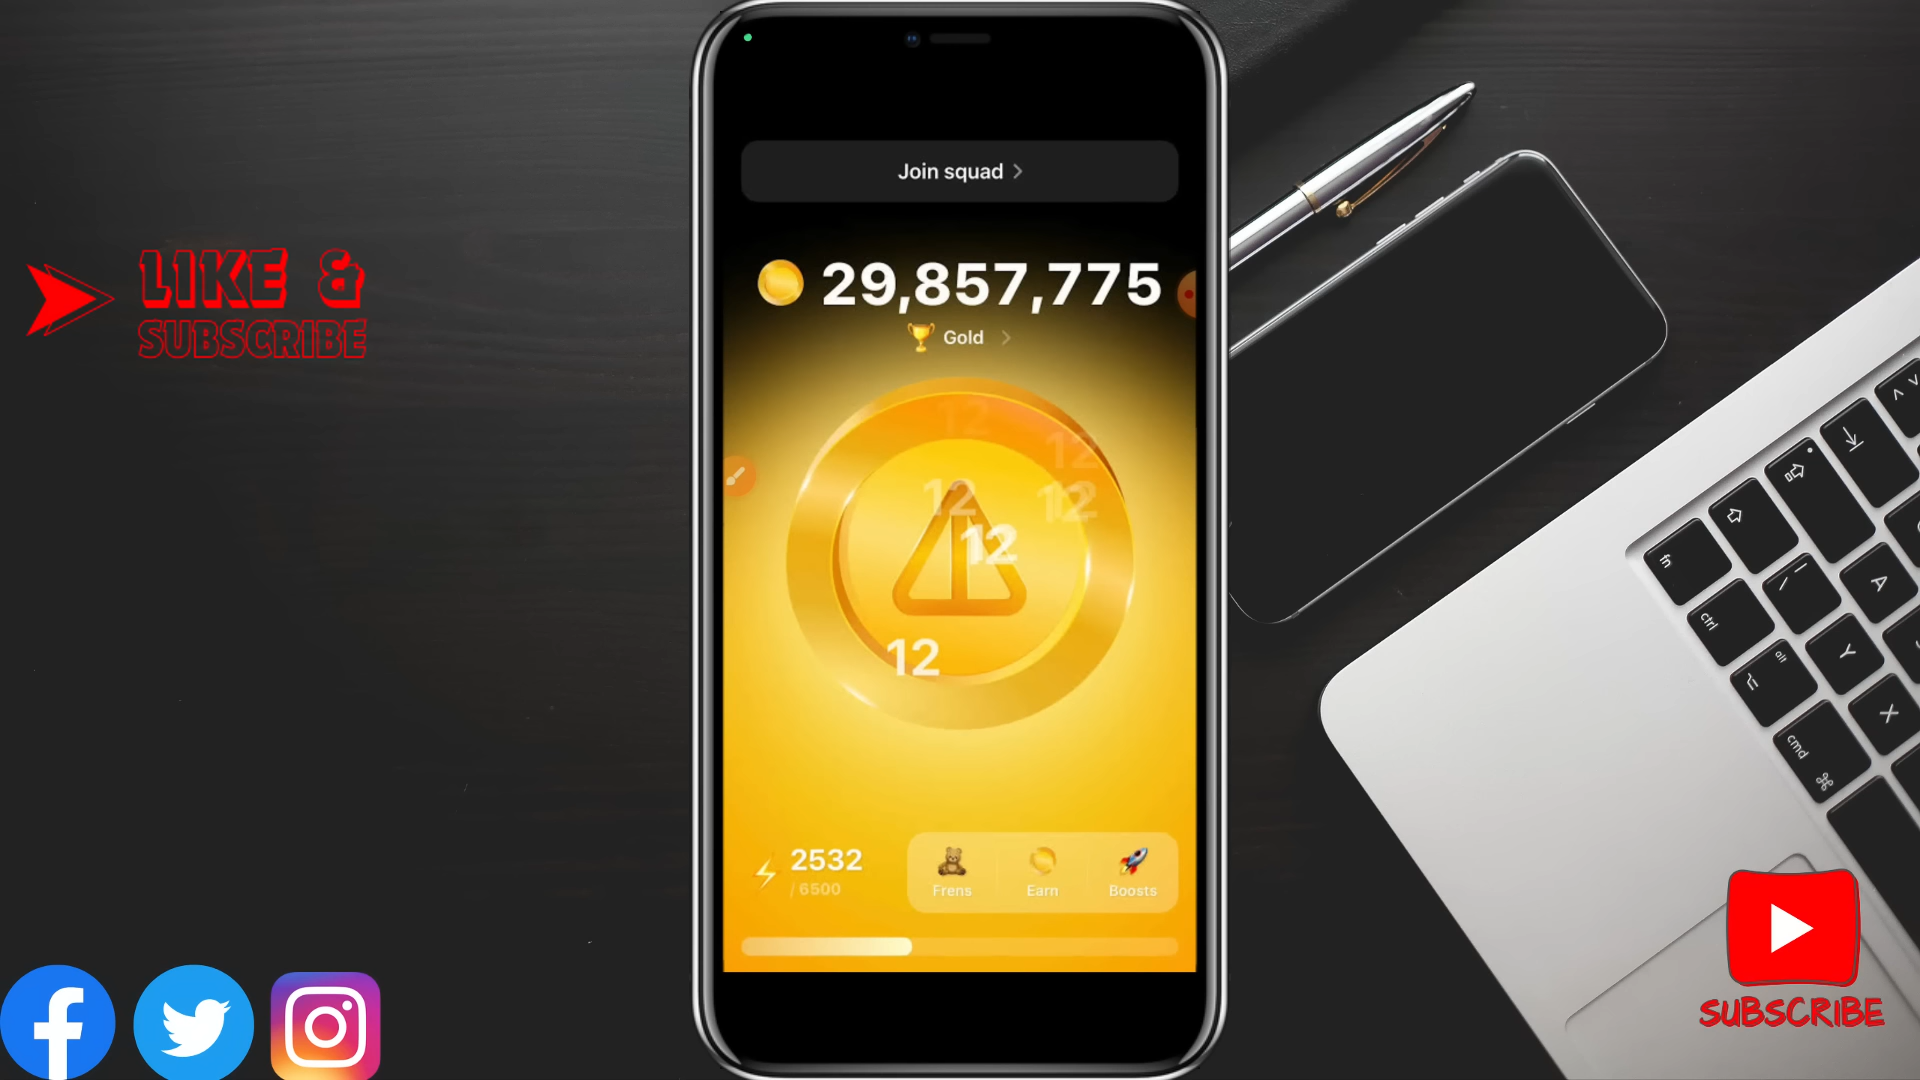 Join squad >
29,857,775
Gold >
12
12
12
12
12
12
2532
/ 6500
Frens
Earn
Boosts
LIKE &
SUBSCRIBE
SUBSCRIBE
fn
ctrl
alt
cmd
A
Y
X